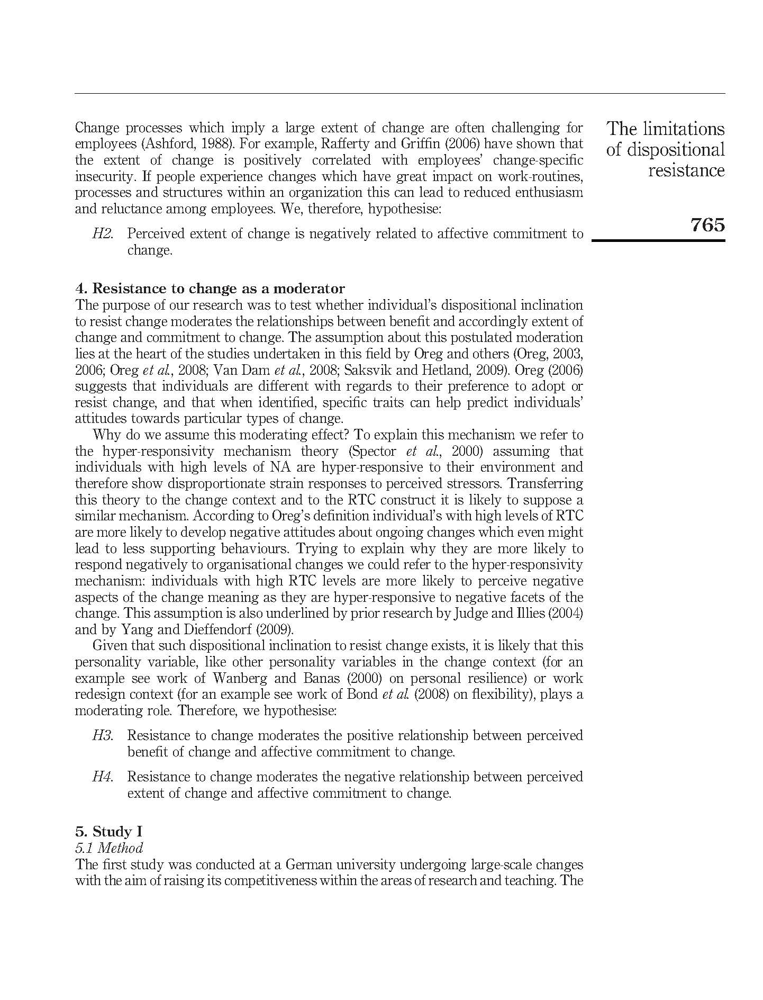 Change processes which imply a large extent of change are often challenging for
employees (Ashford, 1988). For example, Rafferty and Griffin (2006) have shown that
the extent of change is positively correlated with employees’ change-specific
insecurity. If people experience changes which have great impact on work-routines,
processes and structures within an organization this can lead to reduced enthusiasm
and reluctance among employees. We, therefore, hypothesise:
H2. Perceived extent of change is negatively related to affective commitment to
change.
4. Resistance to change as a moderator
The purpose of our research was to test whether individual’s dispositional inclination
to resist change moderates the relationships between benefit and accordingly extent of
change and commitment to change. The assumption about this postulated moderation
lies at the heart of the studies undertaken in this field by Oreg and others (Oreg, 2003,
2006; Oreg et al., 2008; Van Dam et al., 2008; Saksvik and Hetland, 2009). Oreg (2006)
suggests that individuals are different with regards to their preference to adopt or
resist change, and that when identified, specific traits can help predict individuals’
attitudes towards particular types of change.
Why do we assume this moderating effect? To explain this mechanism we refer to
the hyper-responsivity mechanism theory (Spector et al., 2000) assuming that
individuals with high levels of NA are hyper-responsive to their environment and
therefore show disproportionate strain responses to perceived stressors. Transferring
this theory to the change context and to the RTC construct it is likely to suppose a
similar mechanism. According to Oreg’s definition individual’s with high levels of RTC
are more likely to develop negative attitudes about ongoing changes which even might
lead to less supporting behaviours. Trying to explain why they are more likely to
respond negatively to organisational changes we could refer to the hyper-responsivity
mechanism: individuals with high RTC levels are more likely to perceive negative
aspects of the change meaning as they are hyper-responsive to negative facets of the
change. This assumption is also underlined by prior research by Judge and Illies (2004)
and by Yang and Dieffendorf (2009).
Given that such dispositional inclination to resist change exists, it is likely that this
personality variable, like other personality variables in the change context (for an
example see work of Wanberg and Banas (2000) on personal resilience) or work
redesign context (for an example see work of Bond et al. (2008) on flexibility), plays a
moderating role. Therefore, we hypothesise:
H3. Resistance to change moderates the positive relationship between perceived
benefit of change and affective commitment to change.
H4. Resistance to change moderates the negative relationship between perceived
extent of change and affective commitment to change.
5. Study I
5.1 Method
The first study was conducted at a German university undergoing large-scale changes
with the aim of raising its competitiveness within the areas of research and teaching. The
The limitations
of dispositional
resistance
765